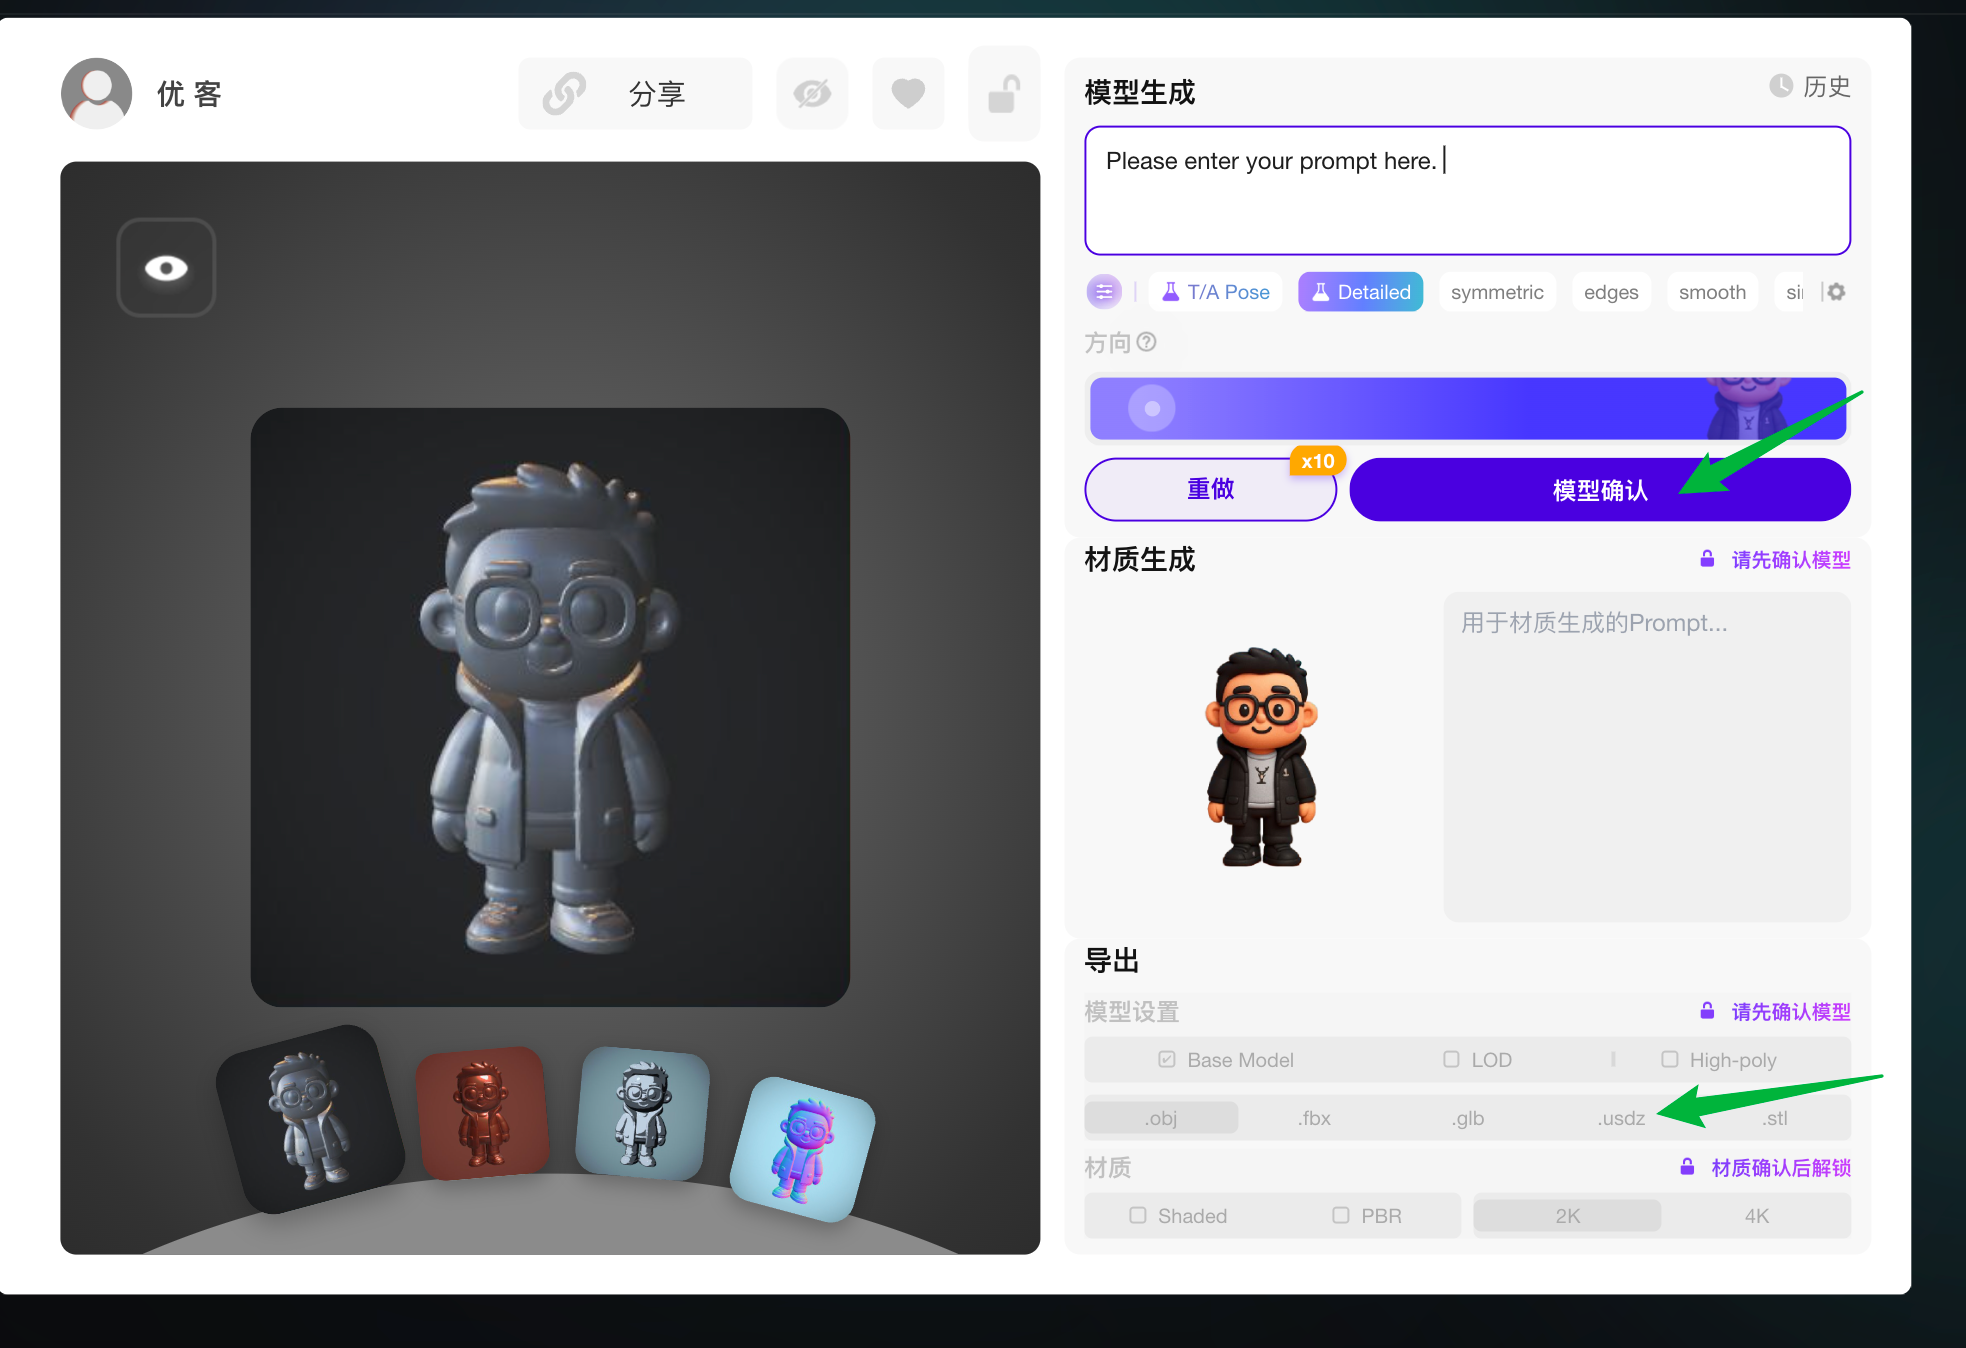 优 客
分享
模型生成
历史
Please enter your prompt here.
T/A Pose
Detailed
symmetric
edges
smooth
方向
x10
重做
模型确认
材质生成
请先确认模型
用于材质生成的Prompt...
导出
模型设置
请先确认模型
Base Model
LOD
High-poly
.obj
.fbx
.glb
.usdz
.stl
材质
材质确认后解锁
Shaded
PBR
2K
4K